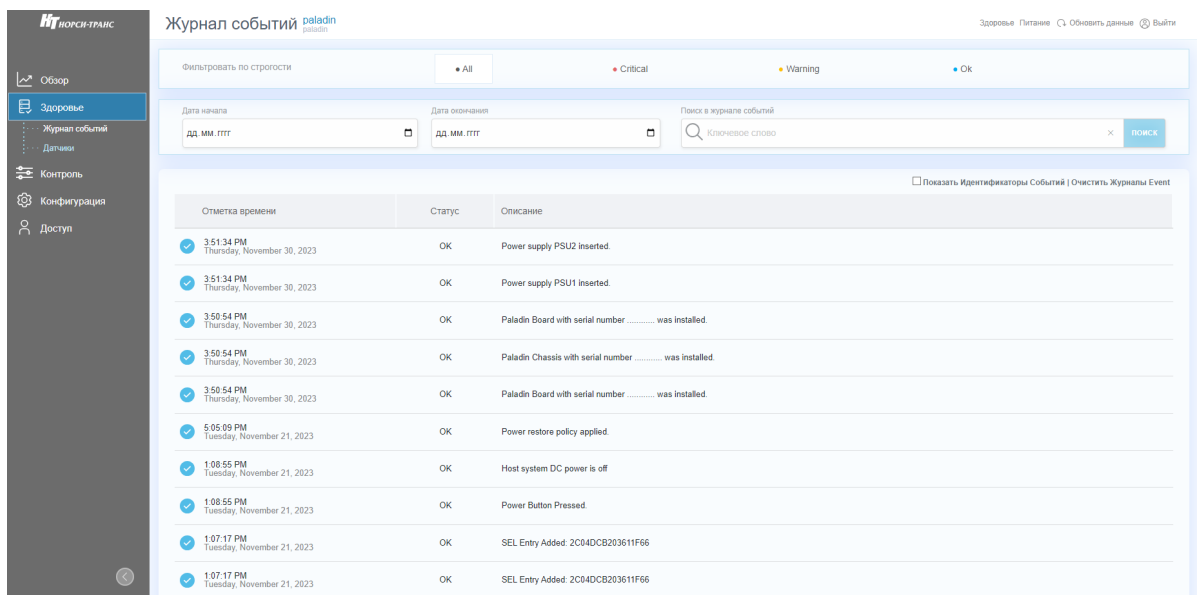 НТ НОРСИ-ТРАНС
Журнал событий paladin
paladin
Здоровье Питание Обновить данные Выйти
Обзор
Здоровье
Журнал событий
Датчики
Контроль
Конфигурация
Доступ
Фильтровать по строгости
All Critical Warning Ok
Дата начала Дата окончания Поиск в журнале событий
дд.мм.гггг дд.мм.гггг Ключевое слово × ПОИСК
Показать Идентификаторы Событий | Очистить Журналы Event
Отметка времени Статус Описание
3:51:34 PM
Thursday, November 30, 2023 OK Power supply PSU2 inserted.
3:51:34 PM
Thursday, November 30, 2023 OK Power supply PSU1 inserted.
3:50:54 PM
Thursday, November 30, 2023 OK Paladin Board with serial number ............ was installed.
3:50:54 PM
Thursday, November 30, 2023 OK Paladin Chassis with serial number ............ was installed.
3:50:54 PM
Thursday, November 30, 2023 OK Paladin Board with serial number ............ was installed.
5:05:09 PM
Tuesday, November 21, 2023 OK Power restore policy applied.
1:08:55 PM
Tuesday, November 21, 2023 OK Host system DC power is off
1:08:55 PM
Tuesday, November 21, 2023 OK Power Button Pressed.
1:07:17 PM
Tuesday, November 21, 2023 OK SEL Entry Added: 2C04DCB203611F66
1:07:17 PM
Tuesday, November 21, 2023 OK SEL Entry Added: 2C04DCB203611F66